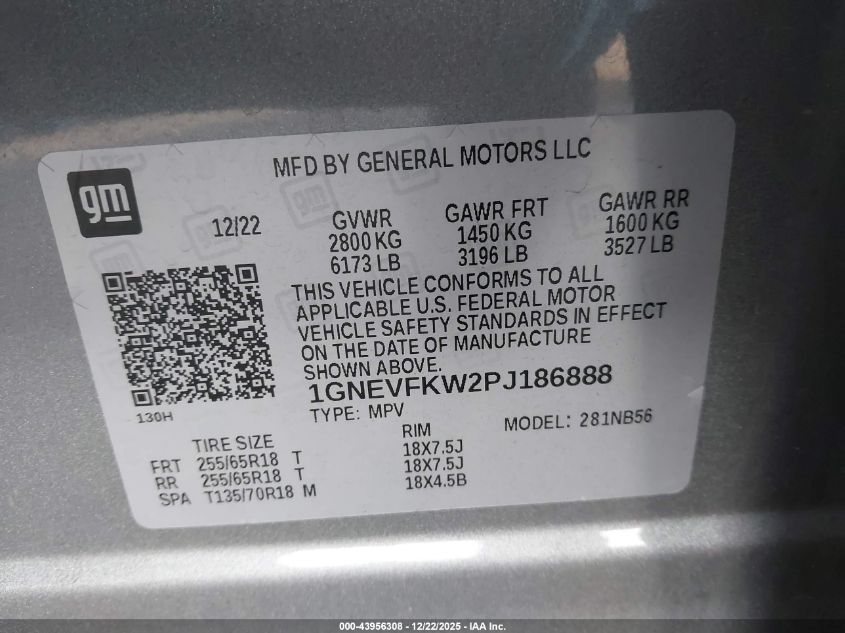 MFD BY GENERAL MOTORS LLC
gm
12/22
GVWR
2800 KG
6173 LB
GAWR FRT
1450 KG
3196 LB
GAWR RR
1600 KG
3527 LB
THIS VEHICLE CONFORMS TO ALL
APPLICABLE U.S. FEDERAL MOTOR
VEHICLE SAFETY STANDARDS IN EFFECT
ON THE DATE OF MANUFACTURE
SHOWN ABOVE.
1GNEVFKW2PJ186888
130H
TYPE: MPV
MODEL: 281NB56
TIRE SIZE RIM
FRT 255/65R18 T 18X7.5J
RR 255/65R18 T 18X7.5J
SPA T135/70R18 M 18X4.5B
000-43956308 - 12/22/2025 - IAA Inc.